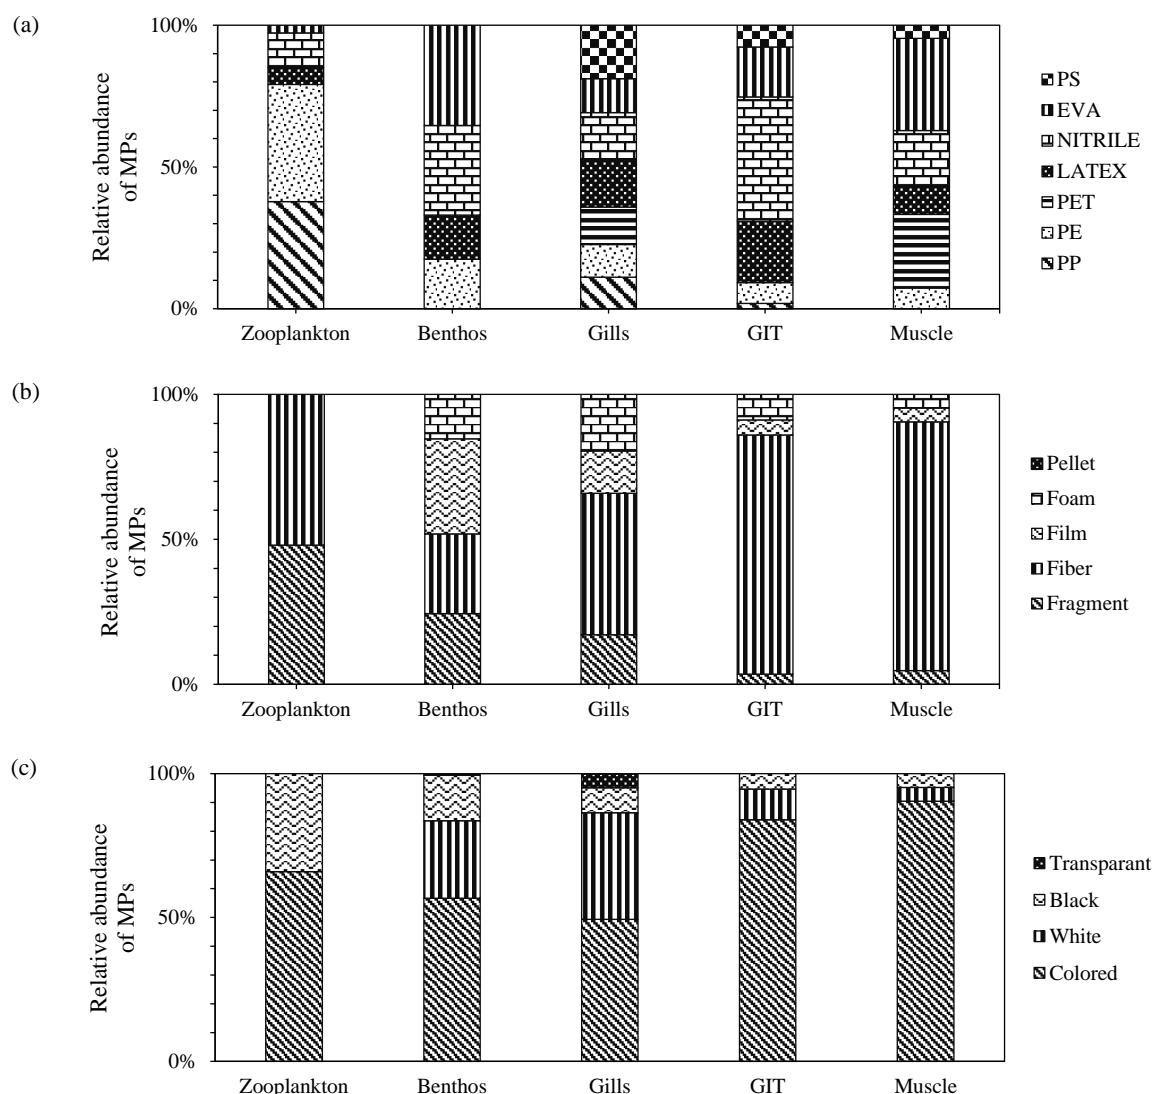 (a)
100%
50%
0%
Relative abundance
of MPs
Zooplankton Benthos Gills GIT Muscle
PS
EVA
NITRILE
LATEX
PET
PE
PP
(b)
100%
50%
0%
Relative abundance
of MPs
Zooplankton Benthos Gills GIT Muscle
Pellet
Foam
Film
Fiber
Fragment
(c)
100%
50%
0%
Relative abundance
of MPs
Zooplankton Benthos Gills GIT Muscle
Transparant
Black
White
Colored